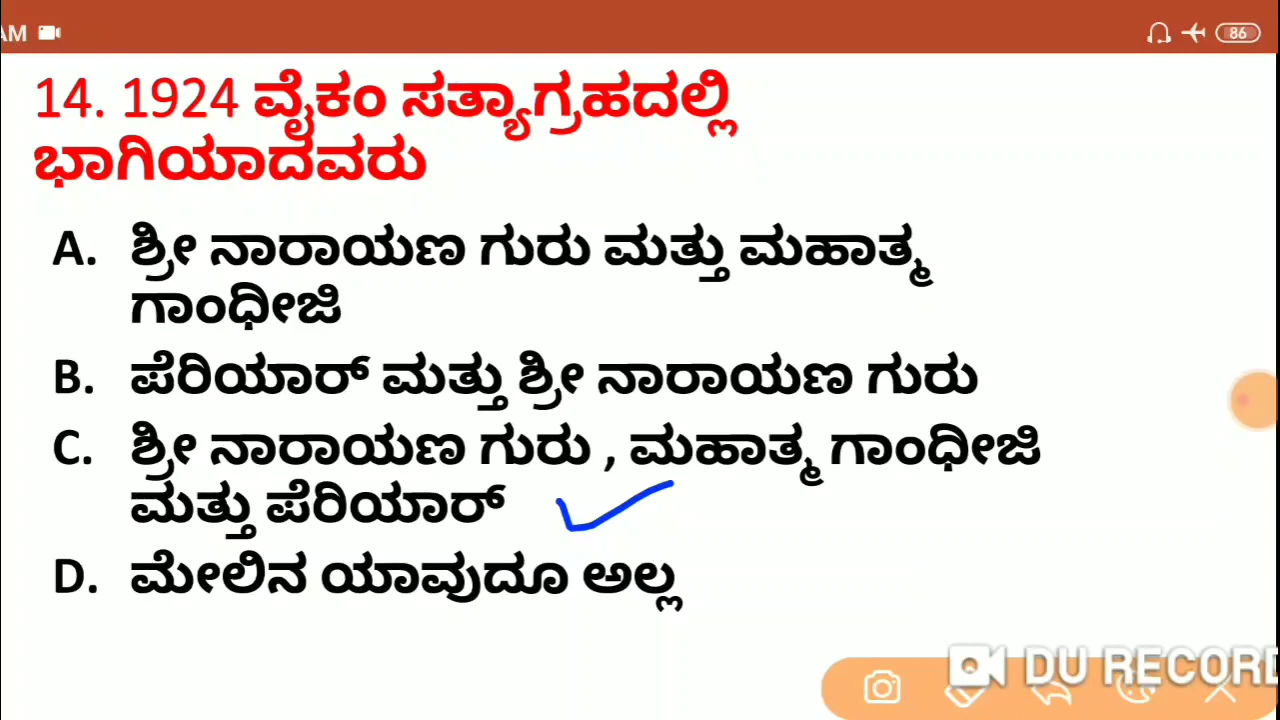 AM
86
14. 1924 ವೈಕಂ ಸತ್ಯಾಗ್ರಹದಲ್ಲಿ
ಭಾಗಿಯಾದವರು
A. ಶ್ರೀ ನಾರಾಯಣ ಗುರು ಮತ್ತು ಮಹಾತ್ಮ
ಗಾಂಧೀಜಿ
B. ಪೆರಿಯಾರ್ ಮತ್ತು ಶ್ರೀ ನಾರಾಯಣ ಗುರು
C. ಶ್ರೀ ನಾರಾಯಣ ಗುರು , ಮಹಾತ್ಮ ಗಾಂಧೀಜಿ
ಮತ್ತು ಪೆರಿಯಾರ್
D. ಮೇಲಿನ ಯಾವುದೂ ಅಲ್ಲ
DU RECORD